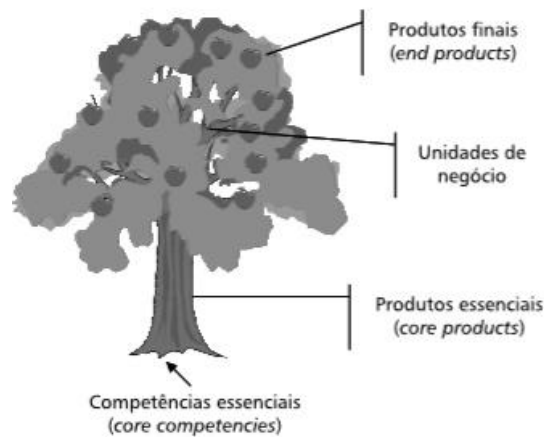 Produtos finais
(end products)
Unidades de
negócio
Produtos essenciais
(core products)
Competências essenciais
(core competencies)